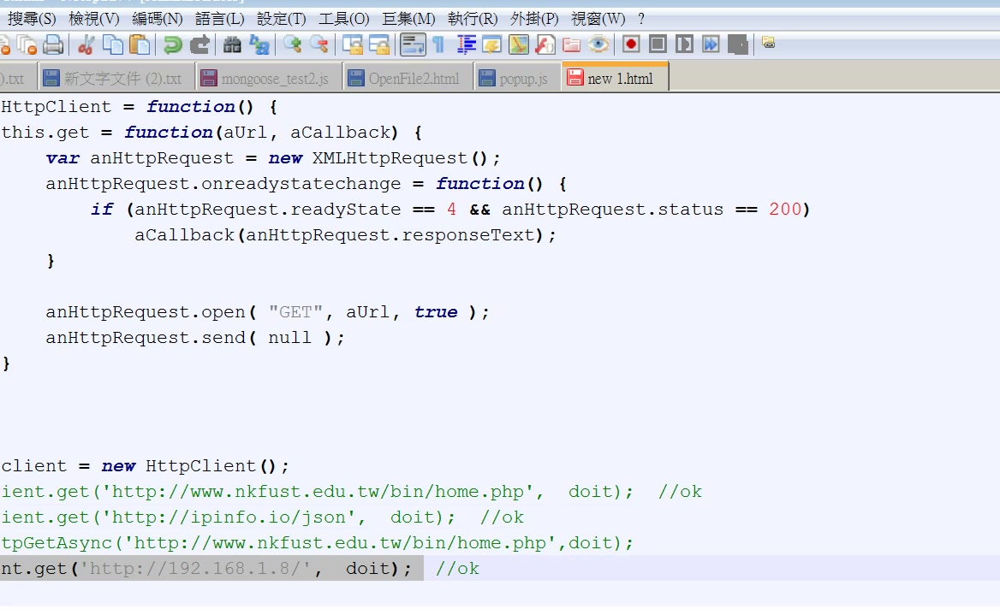 搜尋(S) 檢視(V) 編碼(N) 語言(L) 設定(T) 工具(O) 巨集(M) 執行(R) 外掛(P) 視窗(W) ?
).txt 新文字文件 (2).txt mongoose_test2.js OpenFile2.html popup.js new 1.html
HttpClient = function() {
this.get = function(aUrl, aCallback) {
var anHttpRequest = new XMLHttpRequest();
anHttpRequest.onreadystatechange = function() {
if (anHttpRequest.readyState == 4 && anHttpRequest.status == 200)
aCallback(anHttpRequest.responseText);
}
anHttpRequest.open( "GET", aUrl, true );
anHttpRequest.send( null );
}
client = new HttpClient();
ient.get('http://www.nkfust.edu.tw/bin/home.php', doit); //ok
ient.get('http://ipinfo.io/json', doit); //ok
tpGetAsync('http://www.nkfust.edu.tw/bin/home.php',doit);
nt.get('http://192.168.1.8/', doit); //ok